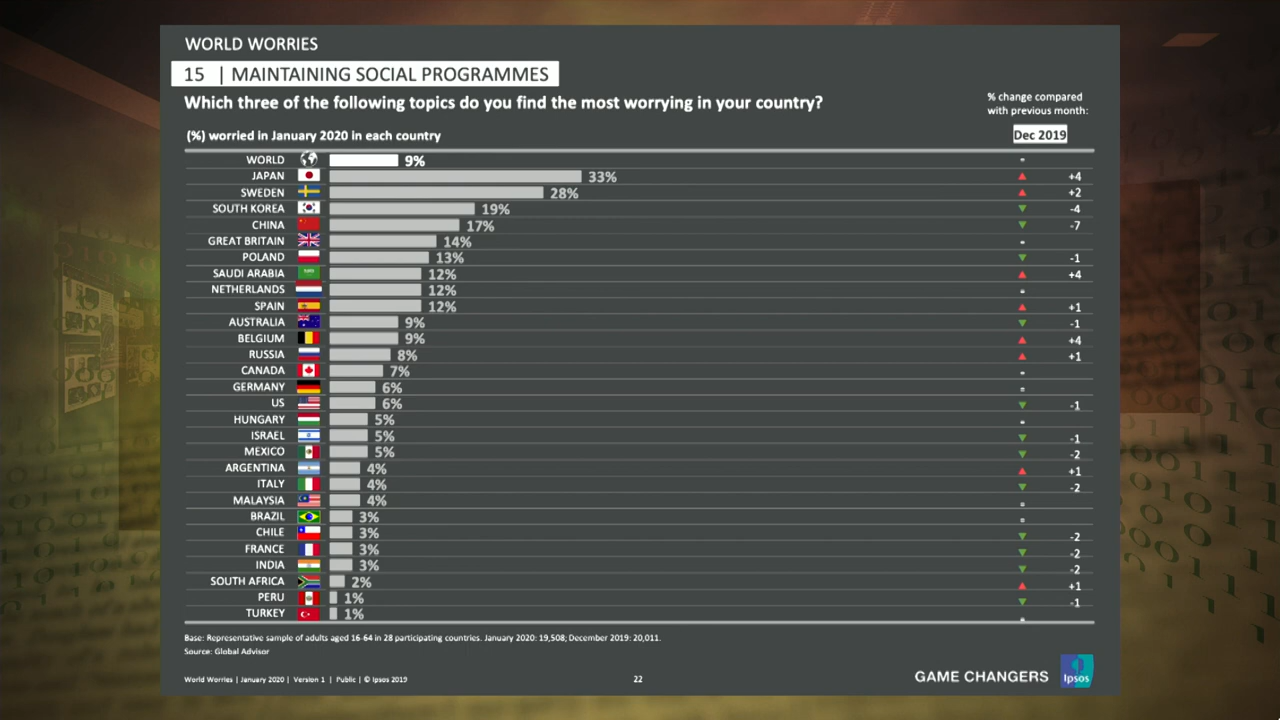 WORLD WORRIES
15 | MAINTAINING SOCIAL PROGRAMMES
Which three of the following topics do you find the most worrying in your country?
% change compared
with previous month:
(%) worried in January 2020 in each country
Dec 2019
WORLD 9% -
JAPAN 33% ▲ +4
SWEDEN 28% ▲ +2
SOUTH KOREA 19% ▼ -4
CHINA 17% ▼ -7
GREAT BRITAIN 14% -
POLAND 13% ▼ -1
SAUDI ARABIA 12% ▲ +4
NETHERLANDS 12% -
SPAIN 12% ▲ +1
AUSTRALIA 9% ▼ -1
BELGIUM 9% ▲ +4
RUSSIA 8% ▲ +1
CANADA 7% -
GERMANY 6% =
US 6% ▼ -1
HUNGARY 5% -
ISRAEL 5% ▼ -1
MEXICO 5% ▼ -2
ARGENTINA 4% ▲ +1
ITALY 4% ▼ -2
MALAYSIA 4% =
BRAZIL 3% =
CHILE 3% ▼ -2
FRANCE 3% ▼ -2
INDIA 3% ▼ -2
SOUTH AFRICA 2% ▲ +1
PERU 1% ▼ -1
TURKEY 1% -
Base: Representative sample of adults aged 16-64 in 28 participating countries. January 2020: 19,508; December 2019: 20,011.
Source: Global Advisor
World Worries | January 2020 | Version 1 | Public | © Ipsos 2019
22
GAME CHANGERS
Ipsos